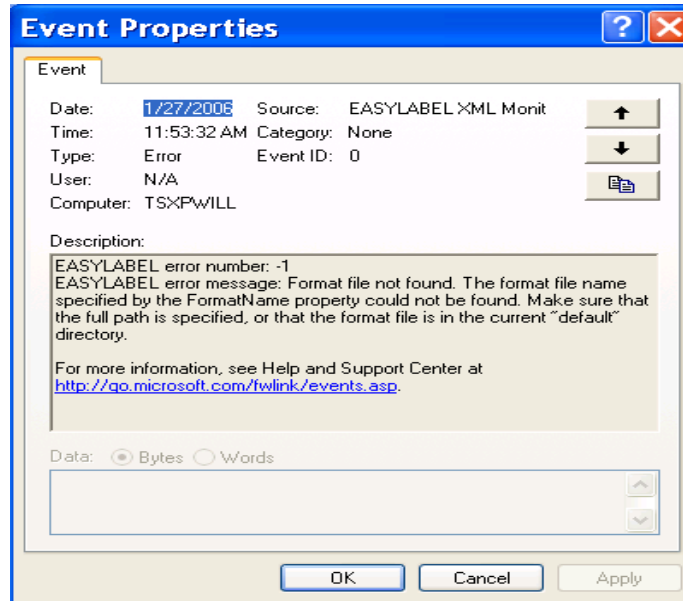 Event Properties
Event
Date: 1/27/2006 Source: EASYLABEL XML Monit
Time: 11:53:32 AM Category: None
Type: Error Event ID: 0
User: N/A
Computer: TSXPWILL
Description:
EASYLABEL error number: -1
EASYLABEL error message: Format file not found. The format file name
specified by the FormatName property could not be found. Make sure that
the full path is specified, or that the format file is in the current "default"
directory.
For more information, see Help and Support Center at
http://go.microsoft.com/fwlink/events.asp.
Data: Bytes Words
OK Cancel Apply